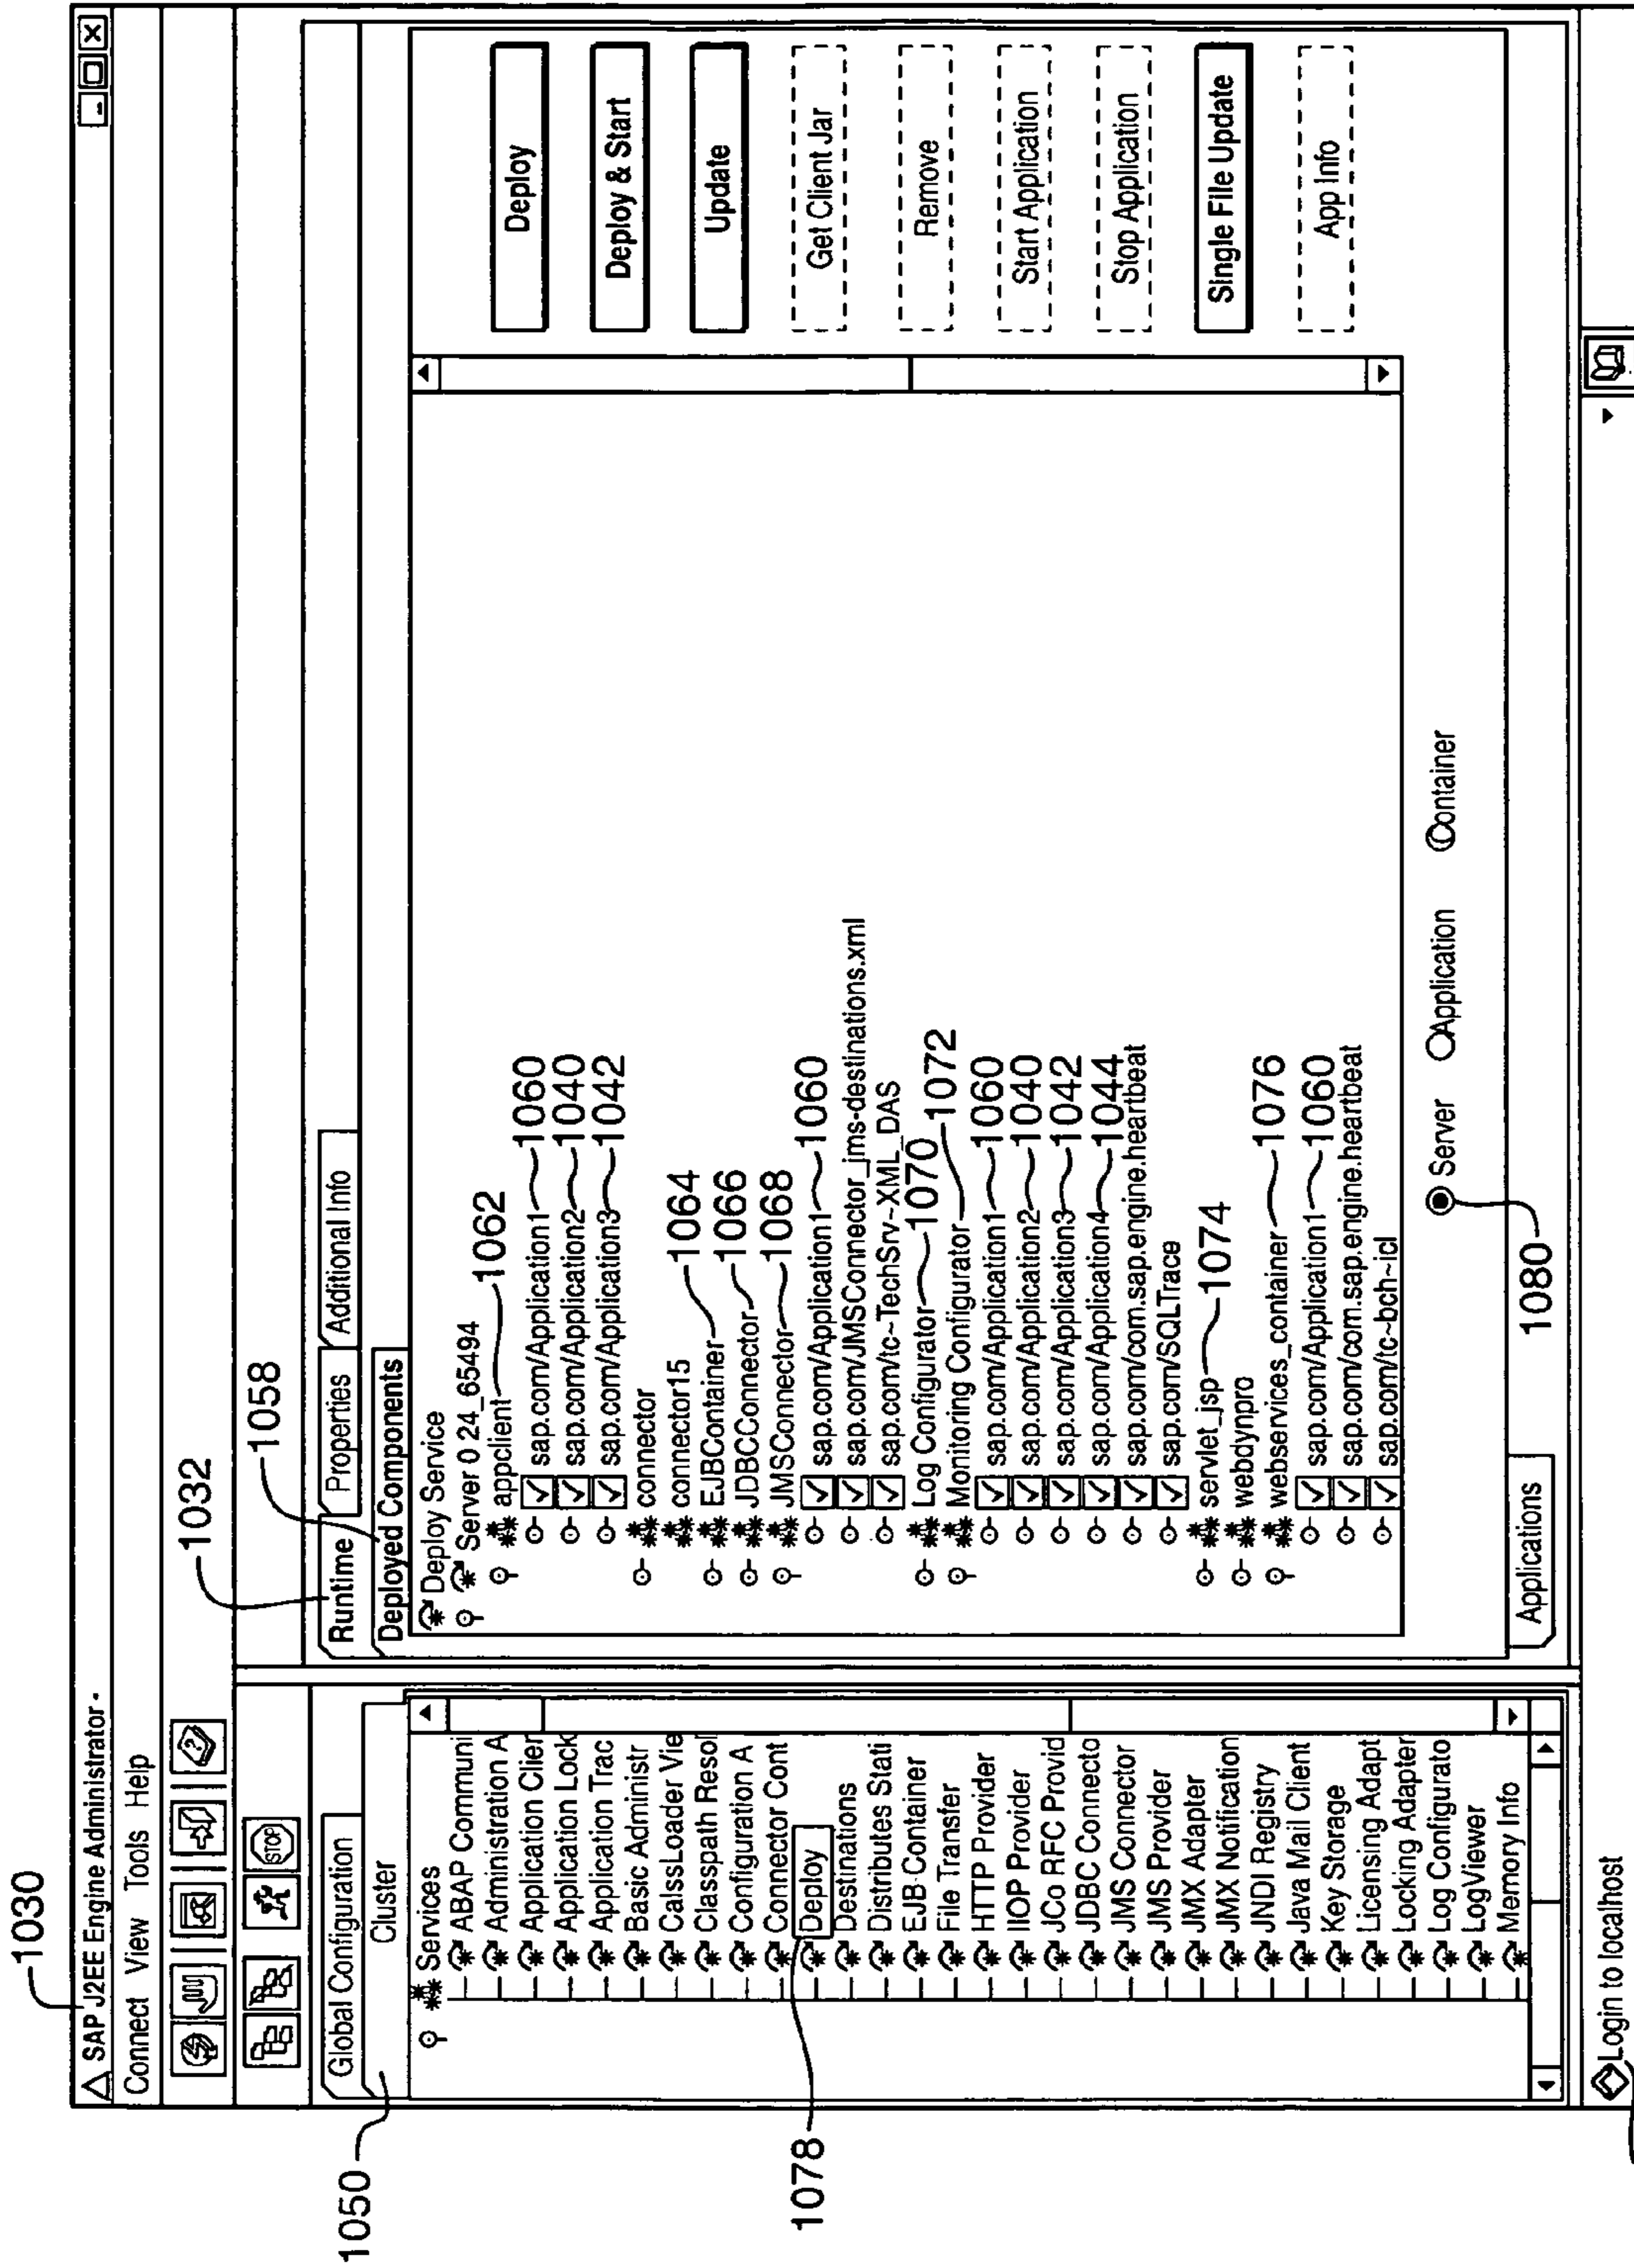 1030
SAP J2EE Engine Administrator -
Connect View Tools Help
STOP
1032
1058
1050
Global Configuration
Cluster
Services
ABAP Communi
Administration A
Application Clier
Application Lock
Application Trac
Basic Administr
CalssLoader Vie
Classpath Resol
Configuration A
Connector Cont
Deploy
Destinations
Distributes Stati
EJB-Container
File Transfer
HTTP Provider
IIOP Provider
JCo RFC Provid
JDBC Connecto
JMS Connector
JMS Provider
JMX Adapter
JMX Notification
JNDI Registry
Java Mail Client
Key Storage
Licensing Adapt
Locking Adapter
Log Configurato
LogViewer
Memory Info
1078
Runtime Properties Additional Info
Deployed Components
Deploy Service
Server 0 24_65494
appclient 1062
sap.com/Application1 1060
sap.com/Application2 1040
sap.com/Application3 1042
connector
connector15
EJBContainer 1064
JDBCConnector 1066
JMSConnector 1068
sap.com/Application1 1060
sap.com/JMSConnector_jms-destinations.xml
sap.com/tc~TechSrv~XML_DAS
Log Configurator 1070
Monitoring Configurator 1072
sap.com/Application1 1060
sap.com/Application2 1040
sap.com/Application3 1042
sap.com/Application4 1044
sap.com/com.sap.engine.heartbeat
sap.com/SQLTrace
servlet_jsp 1074
webdynpro
webservices_container 1076
sap.com/Application1 1060
sap.com/com.sap.engine.heartbeat
sap.com/tc~bch~icl
Deploy
Deploy & Start
Update
Get Client Jar
Remove
Start Application
Stop Application
Single File Update
App Info
Server Application Container
1080
Applications
Login to localhost